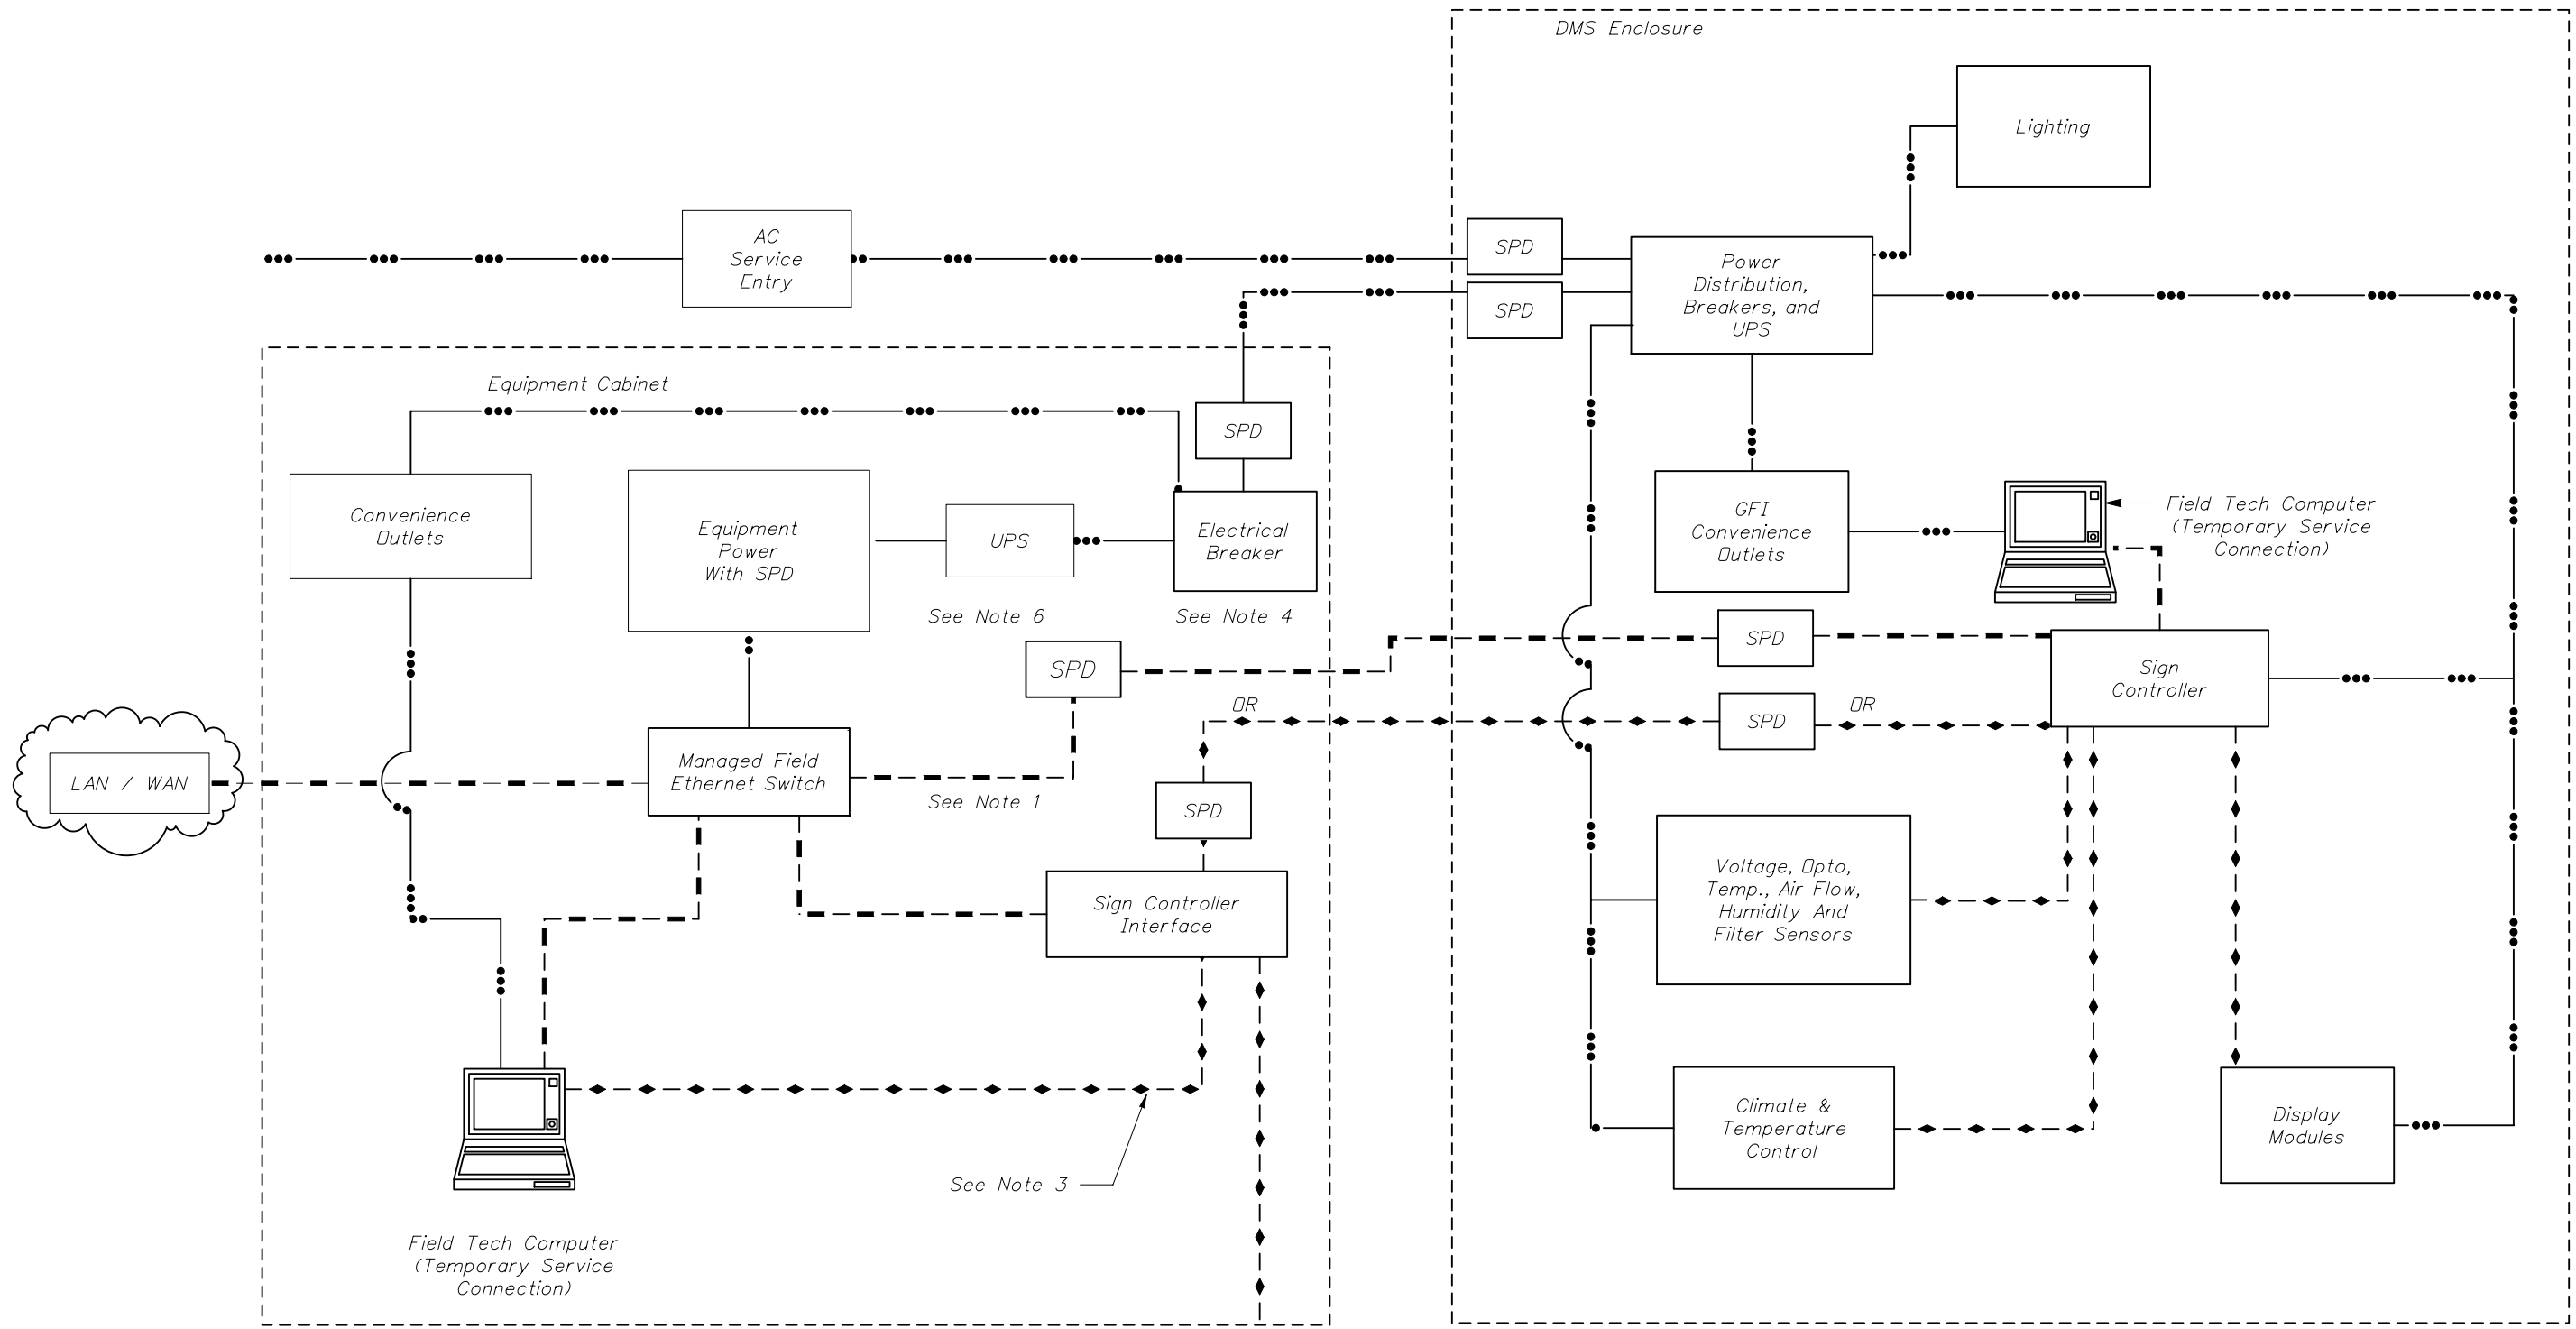 DMS Enclosure
Lighting
AC
Service
Entry
SPD
SPD
Power
Distribution,
Breakers, and
UPS
Equipment Cabinet
SPD
Convenience
Outlets
Equipment
Power
With SPD
UPS
Electrical
Breaker
See Note 6
See Note 4
GFI
Convenience
Outlets
Field Tech Computer
(Temporary Service
Connection)
SPD
SPD
Sign
Controller
OR
SPD
OR
LAN / WAN
Managed Field
Ethernet Switch
See Note 1
SPD
Sign Controller
Interface
Voltage, Opto,
Temp., Air Flow,
Humidity And
Filter Sensors
Climate &
Temperature
Control
Display
Modules
See Note 3
Field Tech Computer
(Temporary Service
Connection)